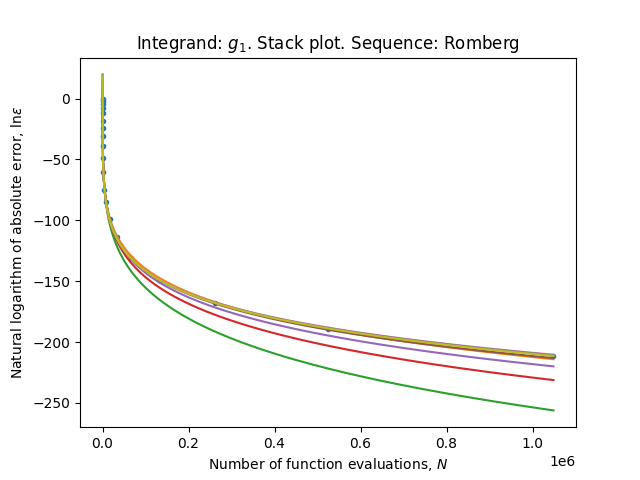 Integrand: g₁. Stack plot. Sequence: Romberg
Natural logarithm of absolute error, lnε
0
−50
−100
−150
−200
−250
0.0 0.2 0.4 0.6 0.8 1.0
1e6
Number of function evaluations, N